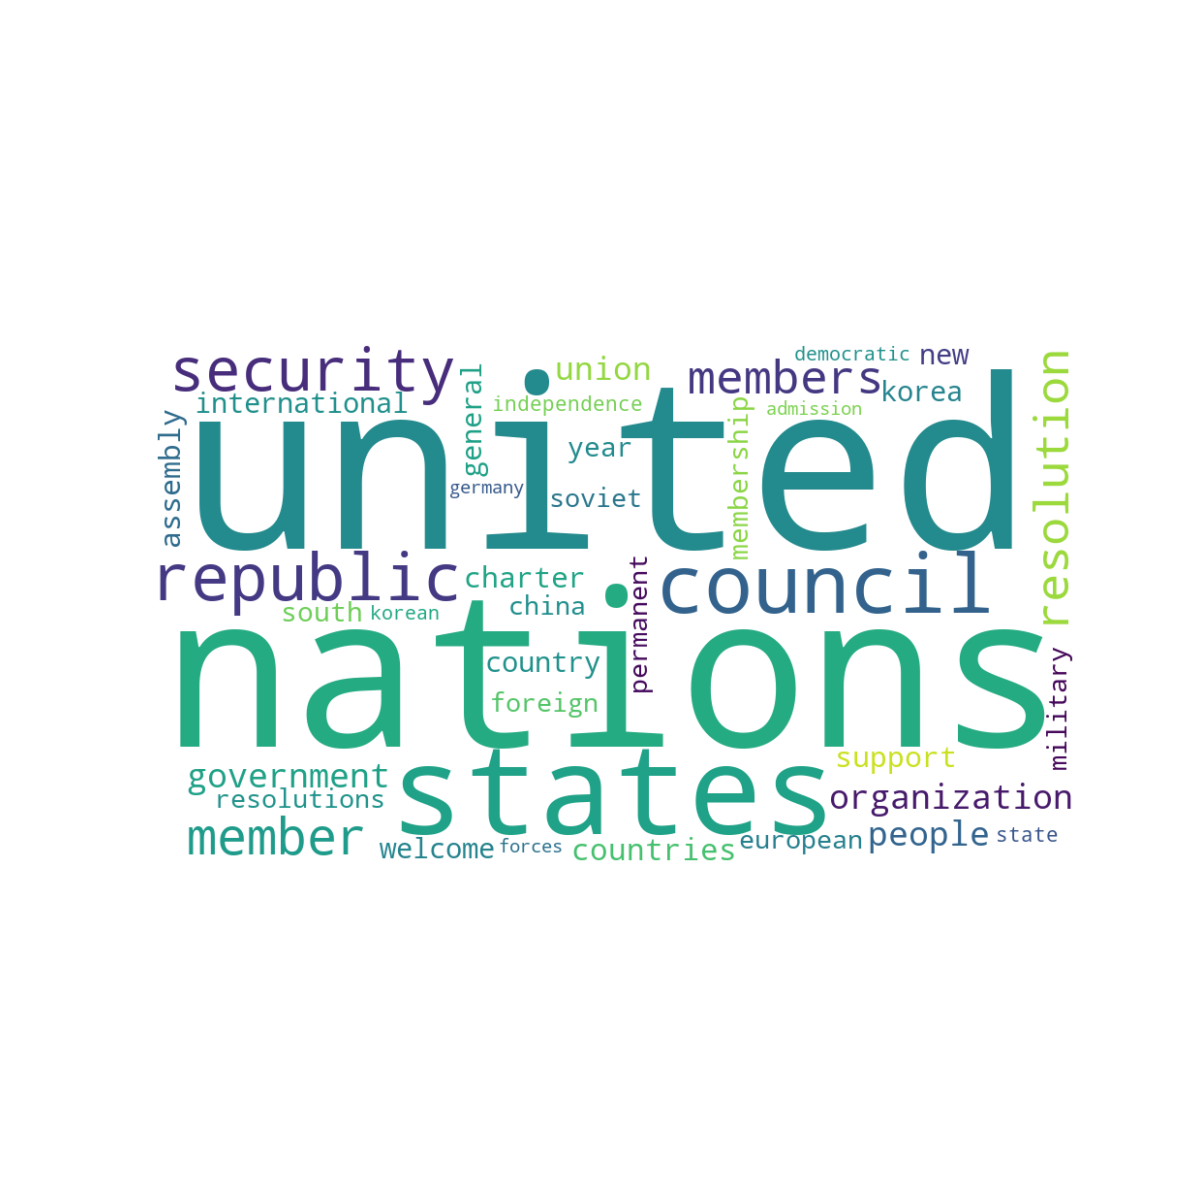 democratic
new
security
union
members
korea
international
independence
admission
general
united
resolution
assembly
year
membership
germany
soviet
republic
council
charter
china
permanent
south
korean
nations
country
foreign
military
support
government
states
resolutions
organization
member
people
state
european
welcome
forces
countries